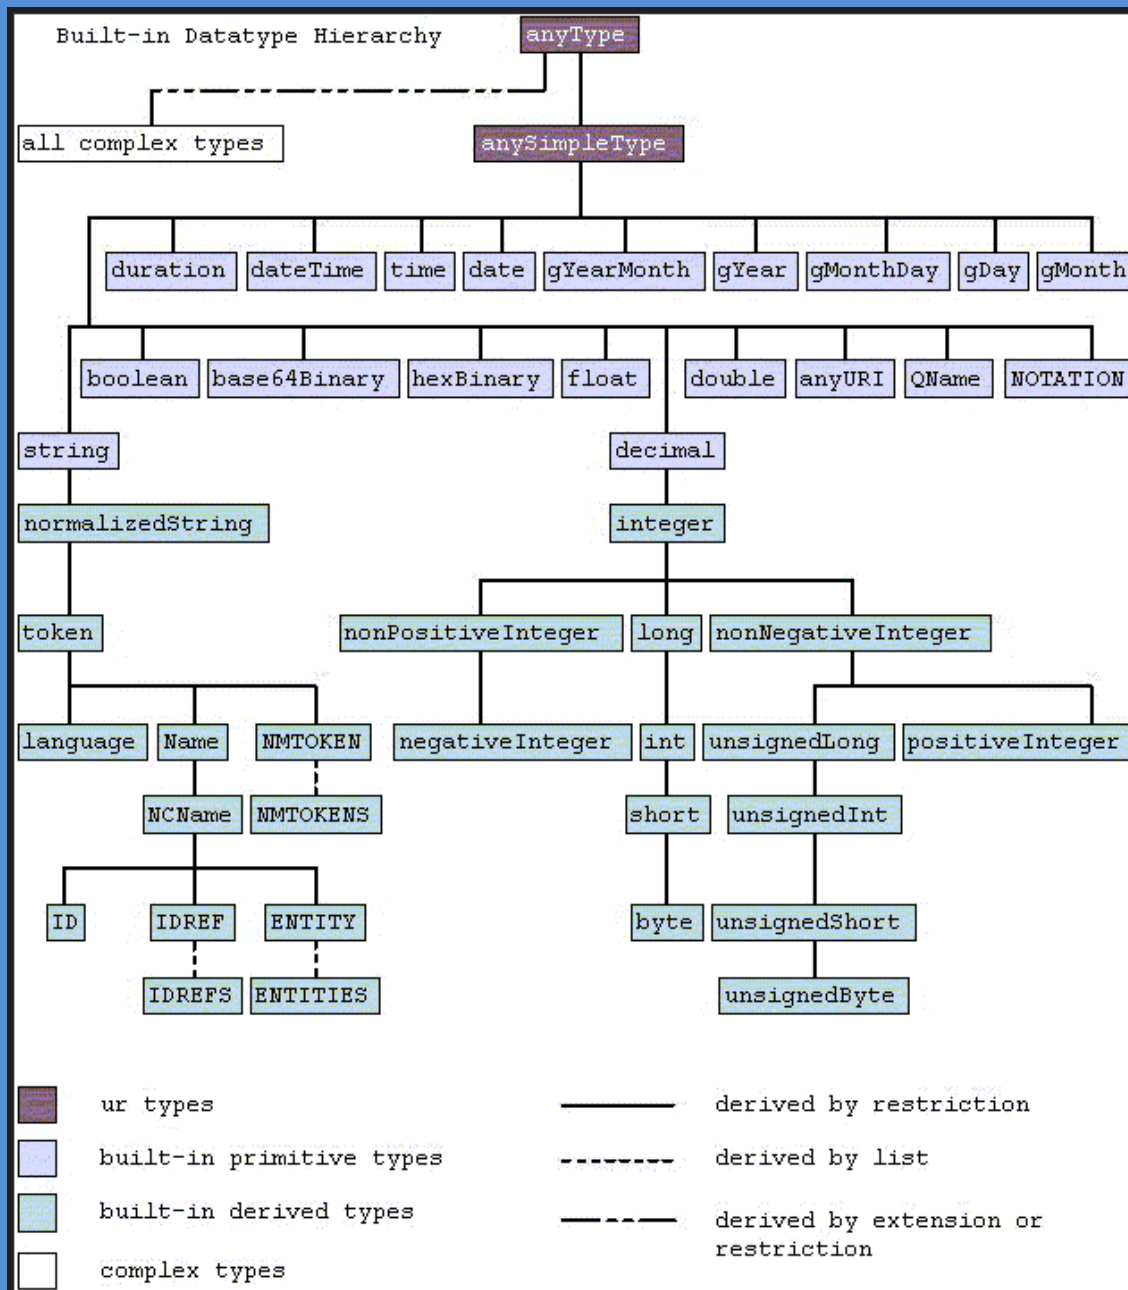 Built-in Datatype Hierarchy
anyType
all complex types
anySimpleType
duration dateTime time date gYearMonth gYear gMonthDay gDay gMonth
boolean base64Binary hexBinary float double anyURI QName NOTATION
string decimal
normalizedString integer
token nonPositiveInteger long nonNegativeInteger
language Name NMTOKEN negativeInteger int unsignedLong positiveInteger
NCName NMTOKENS short unsignedInt
ID IDREF ENTITY byte unsignedShort
IDREFS ENTITIES unsignedByte
ur types derived by restriction
built-in primitive types derived by list
built-in derived types derived by extension or
restriction
complex types